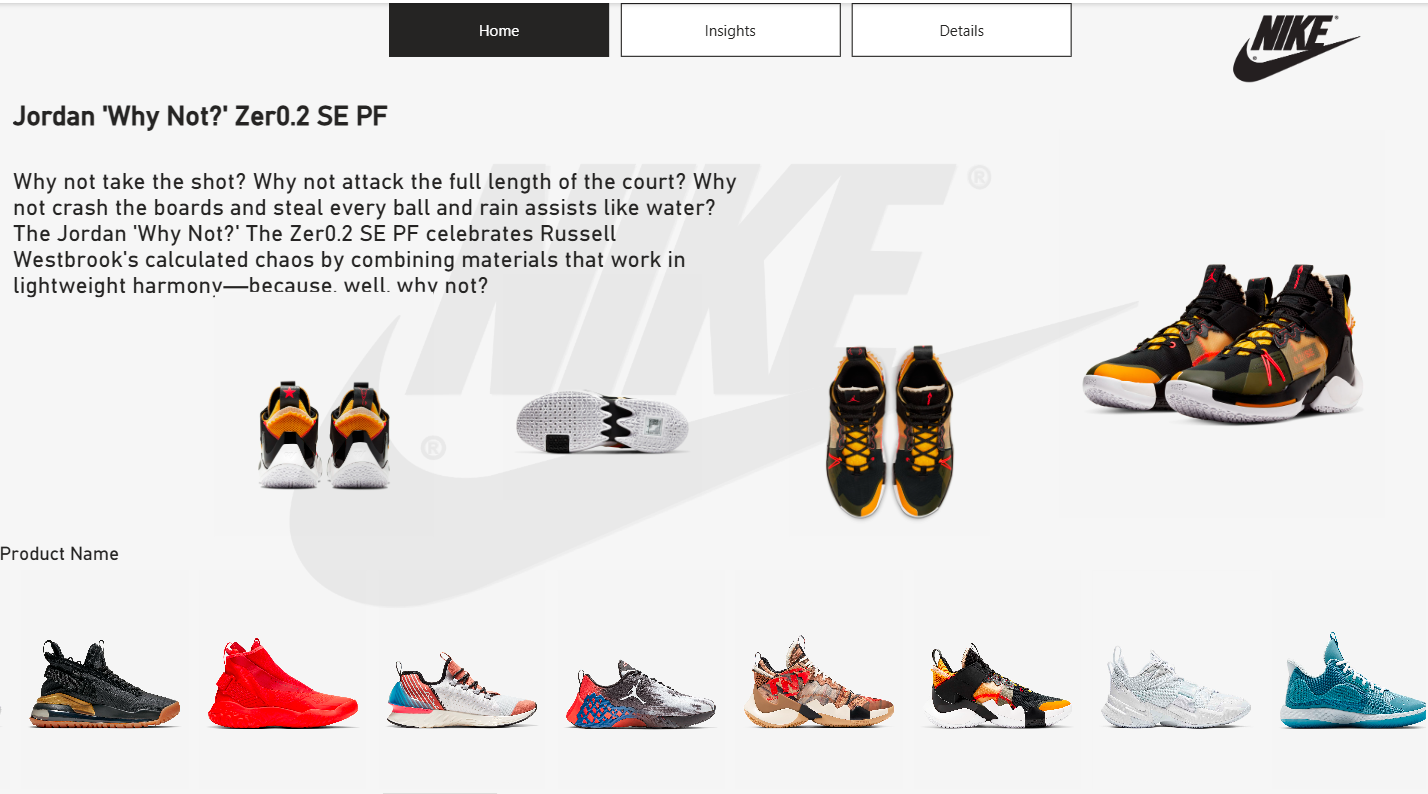 Home
Insights
Details
NIKE
Jordan 'Why Not?' Zer0.2 SE PF
Why not take the shot? Why not attack the full length of the court? Why
not crash the boards and steal every ball and rain assists like water?
The Jordan 'Why Not?' The Zer0.2 SE PF celebrates Russell
Westbrook's calculated chaos by combining materials that work in
lightweight harmony—because, well, why not?
NIKE®
®
Product Name